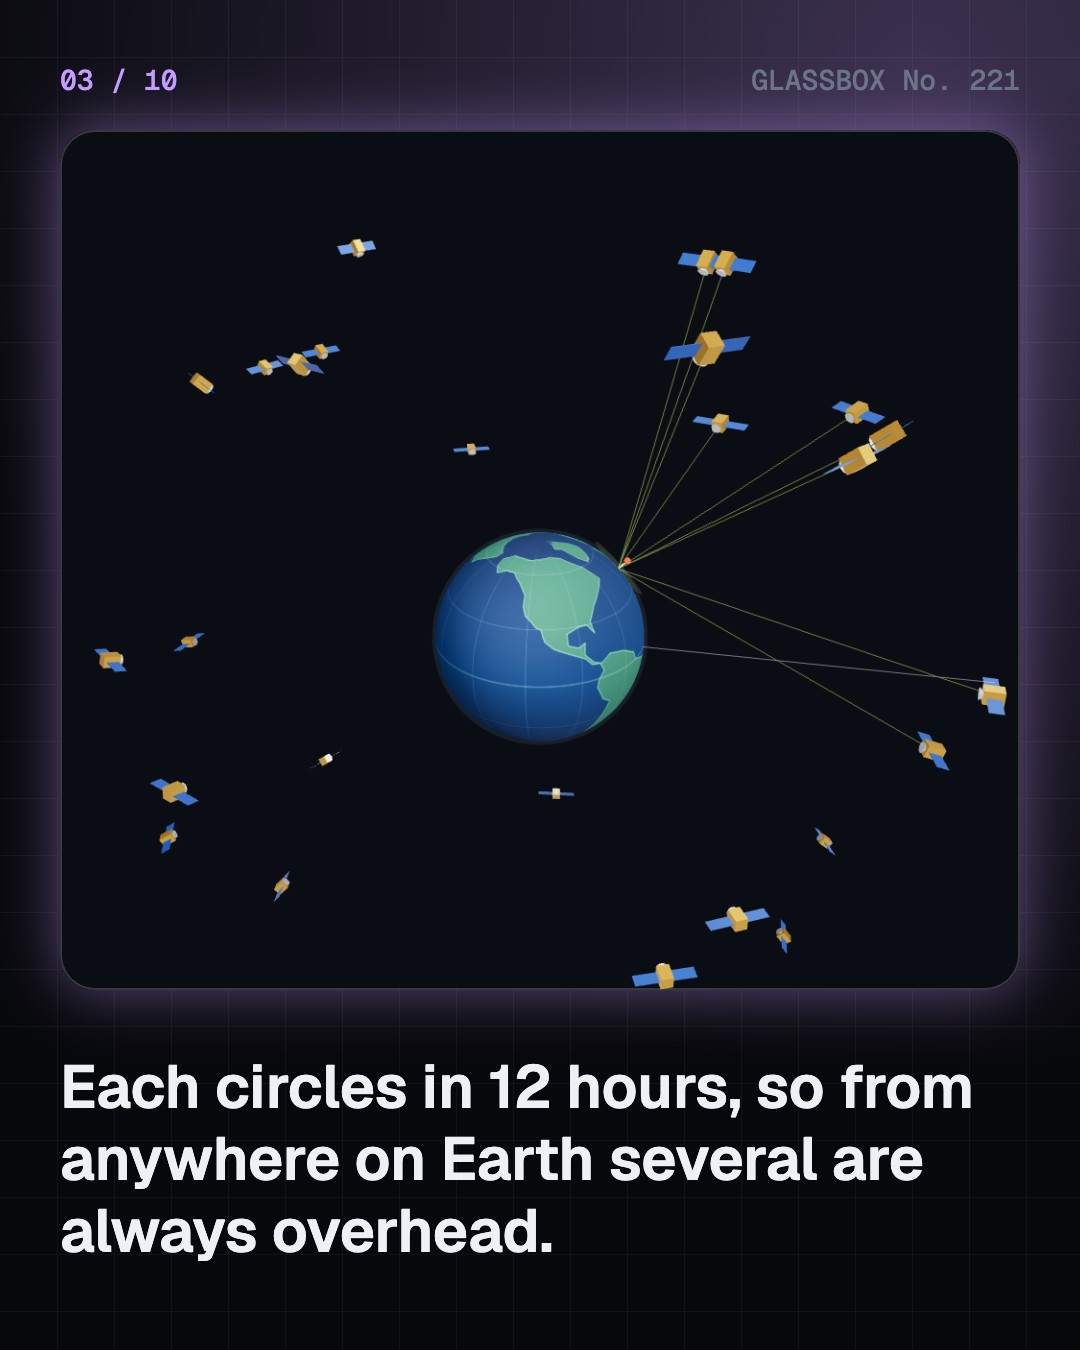 03 / 10
GLASSBOX No. 221
Each circles in 12 hours, so from
anywhere on Earth several are
always overhead.